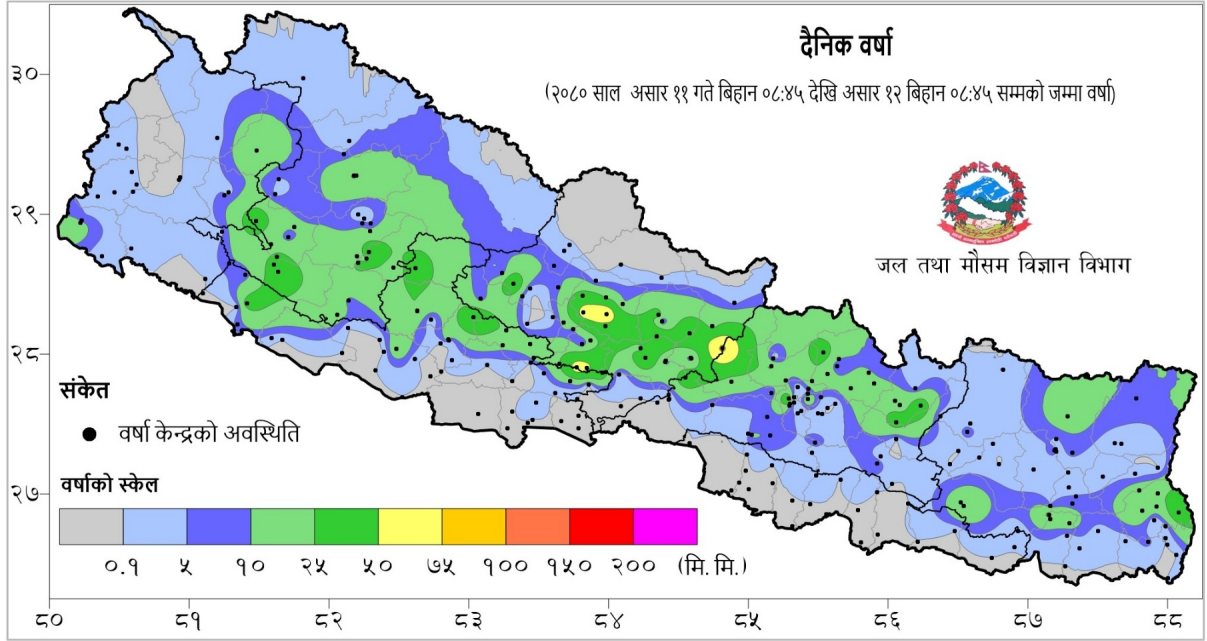 दैनिक वर्षा
(२०८० साल असार ११ गते बिहान ०८:४५ देखि असार १२ बिहान ०८:४५ सम्मको जम्मा वर्षा)
जल तथा मौसम विज्ञान विभाग
३०
२९
२८
२७
संकेत
वर्षा केन्द्रको अवस्थिति
वर्षाको स्केल
०.१ ५ १० २५ ५० ७५ १०० १५० २०० (मि.मि.)
८० ८१ ८२ ८३ ८४ ८५ ८६ ८७ ८८